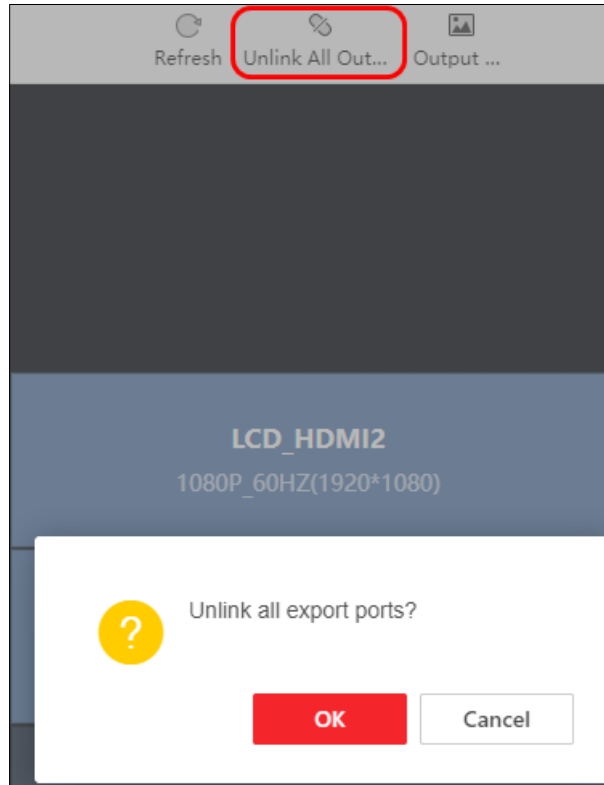 Refresh Unlink All Out... Output ...
LCD_HDMI2
1080P_60HZ(1920*1080)
Unlink all export ports?
OK Cancel